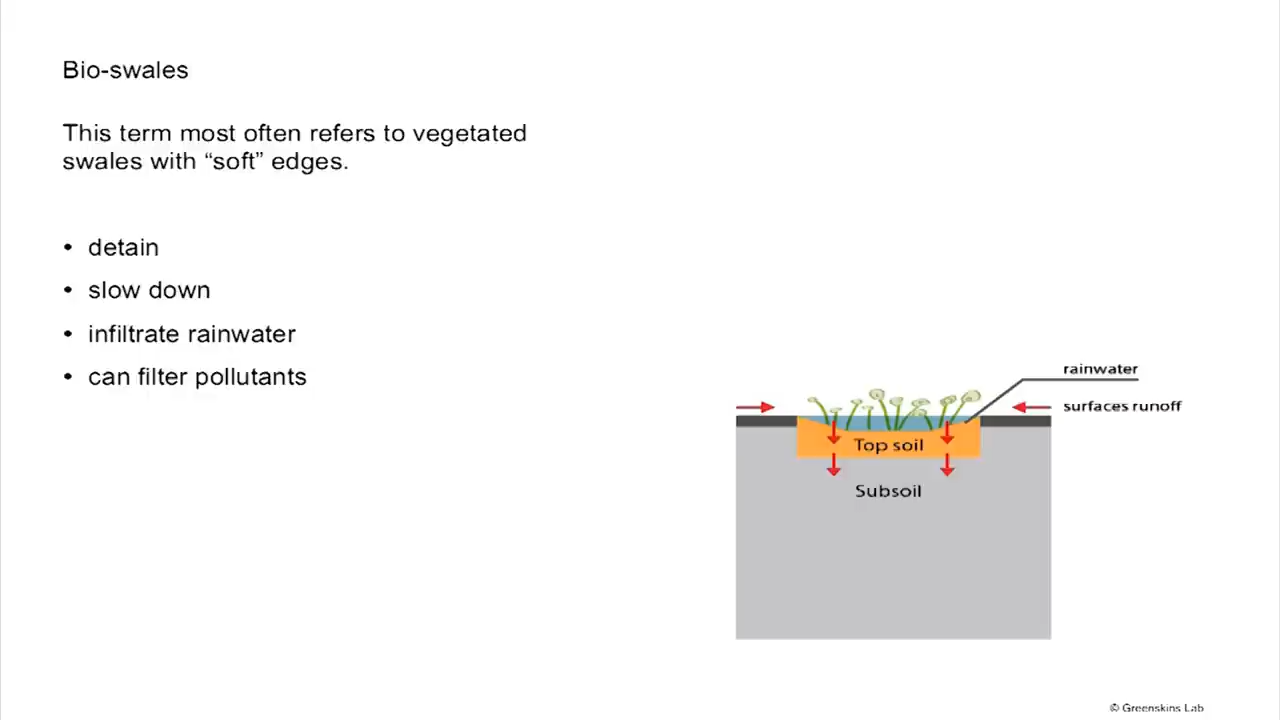 Bio-swales
This term most often refers to vegetated
swales with “soft” edges.
• detain
• slow down
• infiltrate rainwater
• can filter pollutants
rainwater
surfaces runoff
Top soil
Subsoil
© Greenskins Lab